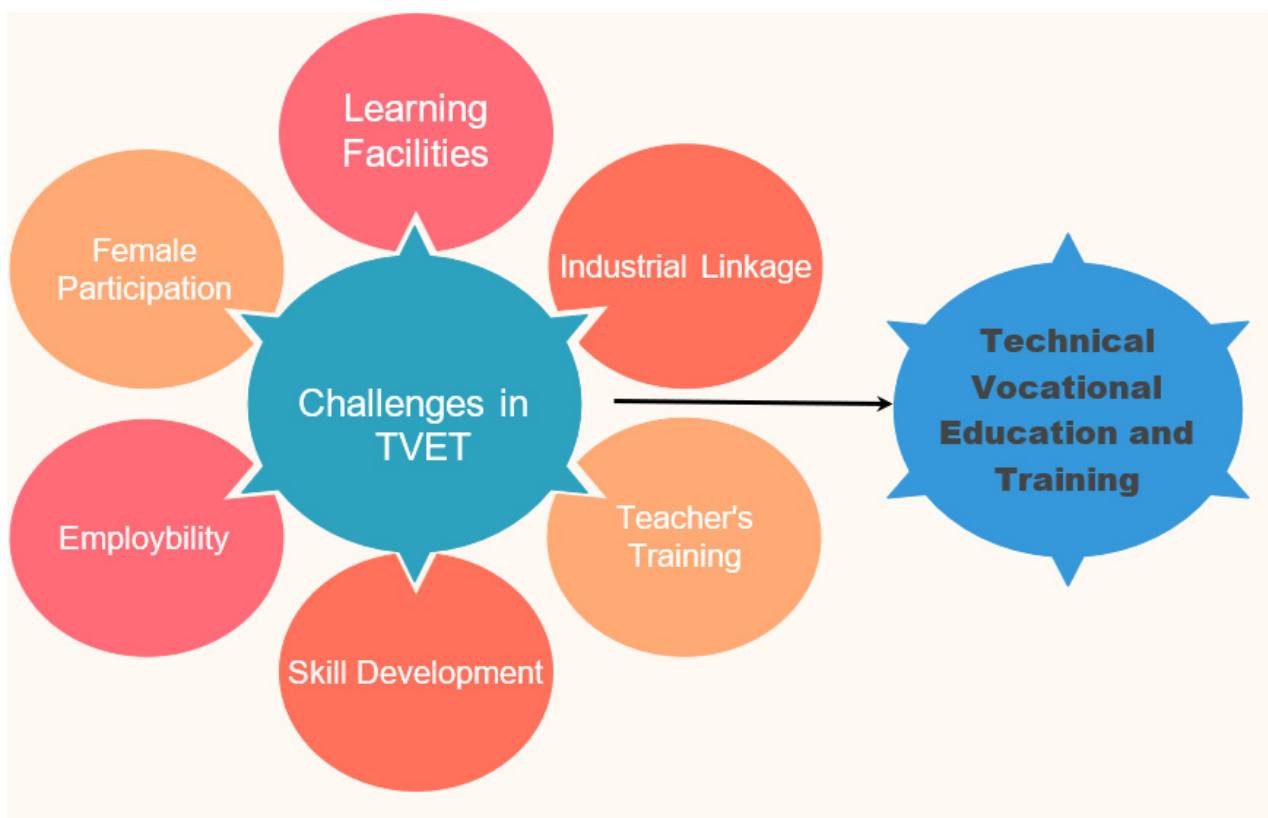 Learning
Facilities
Industrial Linkage
Teacher's
Training
Skill Development
Employbility
Female
Participation
Challenges in
TVET
Technical
Vocational
Education and
Training